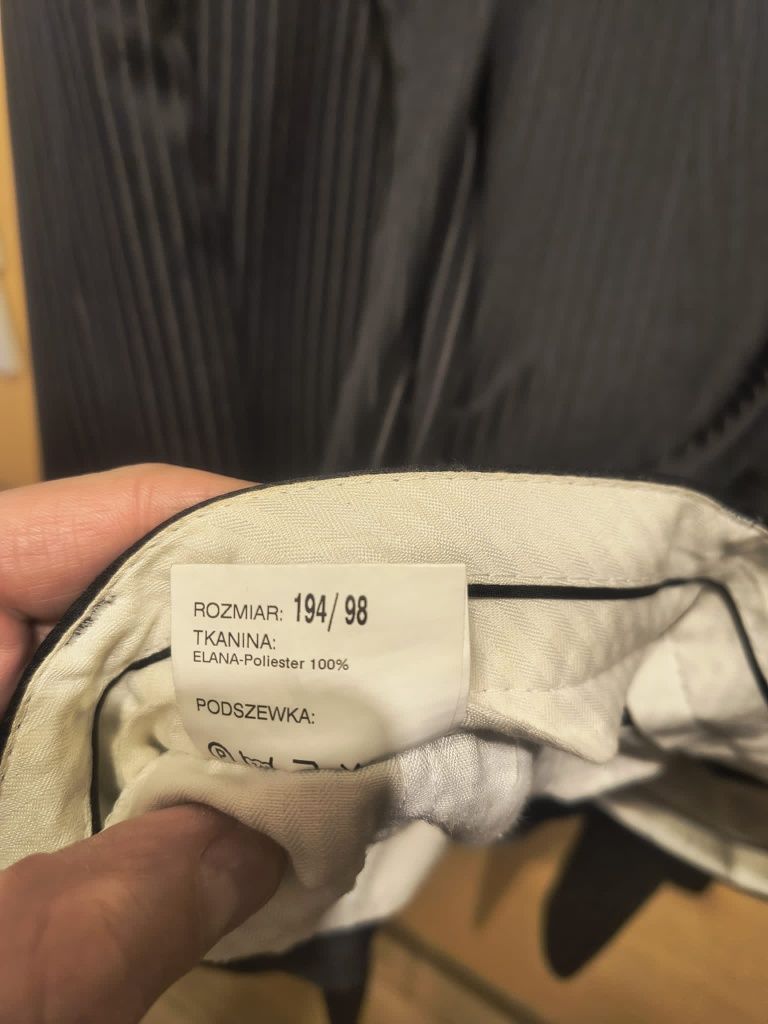 ROZMIAR: 194/98
TKANINA:
ELANA-Poliester 100%
PODSZEWKA:
P